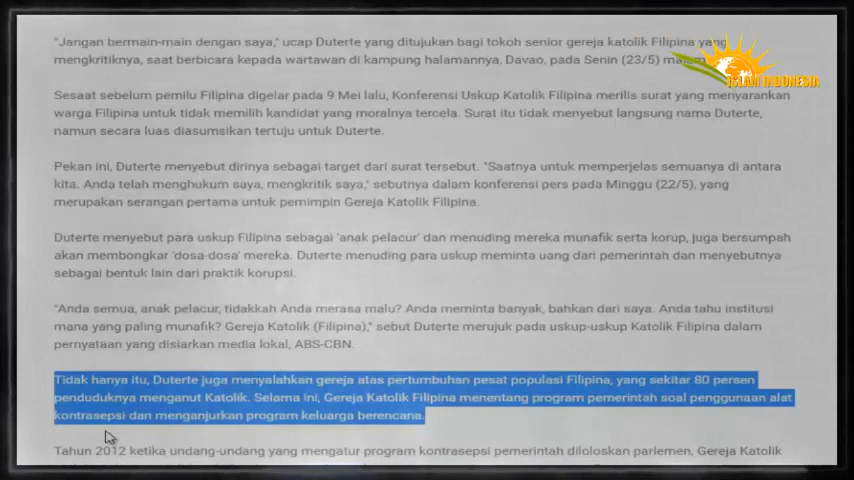 "Jangan bermain-main dengan saya," ucap Duterte yang ditujukan bagi tokoh senior gereja katolik Filipina yang
mengkritiknya, saat berbicara kepada wartawan di kampung halamannya, Davao, pada Senin (23/5) malam
ISLAM INDONESIA
Sesaat sebelum pemilu Filipina digelar pada 9 Mei lalu, Konferensi Uskup Katolik Filipina merilis surat yang menyarankan
warga Filipina untuk tidak memilih kandidat yang moralnya tercela. Surat itu tidak menyebut langsung nama Duterte,
namun secara luas diasumsikan tertuju untuk Duterte.
Pekan ini, Duterte menyebut dirinya sebagai target dari surat tersebut. "Saatnya untuk memperjelas semuanya di antara
kita. Anda telah menghukum saya, mengkritik saya," sebutnya dalam konferensi pers pada Minggu (22/5), yang
merupakan serangan pertama untuk pemimpin Gereja Katolik Filipina.
Duterte menyebut para uskup Filipina sebagai 'anak pelacur' dan menuding mereka munafik serta korup, juga bersumpah
akan membongkar 'dosa-dosa' mereka. Duterte menuding para uskup meminta uang dari pemerintah dan menyebutnya
sebagai bentuk lain dari praktik korupsi.
"Anda semua, anak pelacur, tidakkah Anda merasa malu? Anda meminta banyak, bahkan dari saya. Anda tahu institusi
mana yang paling munafik? Gereja Katolik (Filipina)," sebut Duterte merujuk pada uskup-uskup Katolik Filipina dalam
pernyataan yang disiarkan media lokal, ABS-CBN.
Tidak hanya itu, Duterte juga menyalahkan gereja atas pertumbuhan pesat populasi Filipina, yang sekitar 80 persen
penduduknya menganut Katolik. Selama ini, Gereja Katolik Filipina menentang program pemerintah soal penggunaan alat
kontrasepsi dan menganjurkan program keluarga berencana.
Tahun 2012 ketika undang-undang yang mengatur program kontrasepsi pemerintah diloloskan parlemen, Gereja Katolik